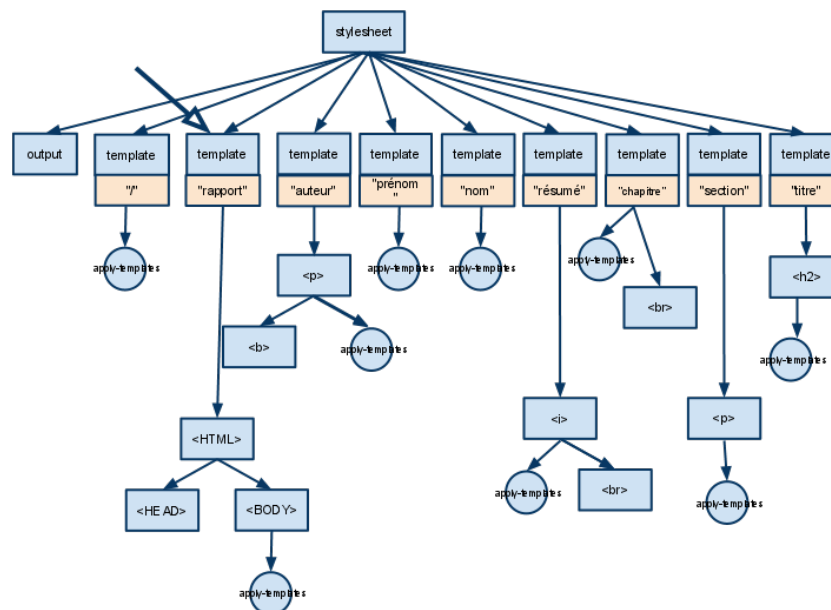 stylesheet
output
template
template
template
template
template
template
template
template
template
"/"
"rapport"
"auteur"
"prénom
"
"nom"
"résumé"
"chapitre"
"section"
"titre"
apply-templates
apply-templates
apply-templates
apply-templates
<p>
<h2>
<br>
<b>
apply-templates
apply-templates
<HTML>
<i>
<p>
<HEAD>
<BODY>
apply-templates
<br>
apply-templates
apply-templates